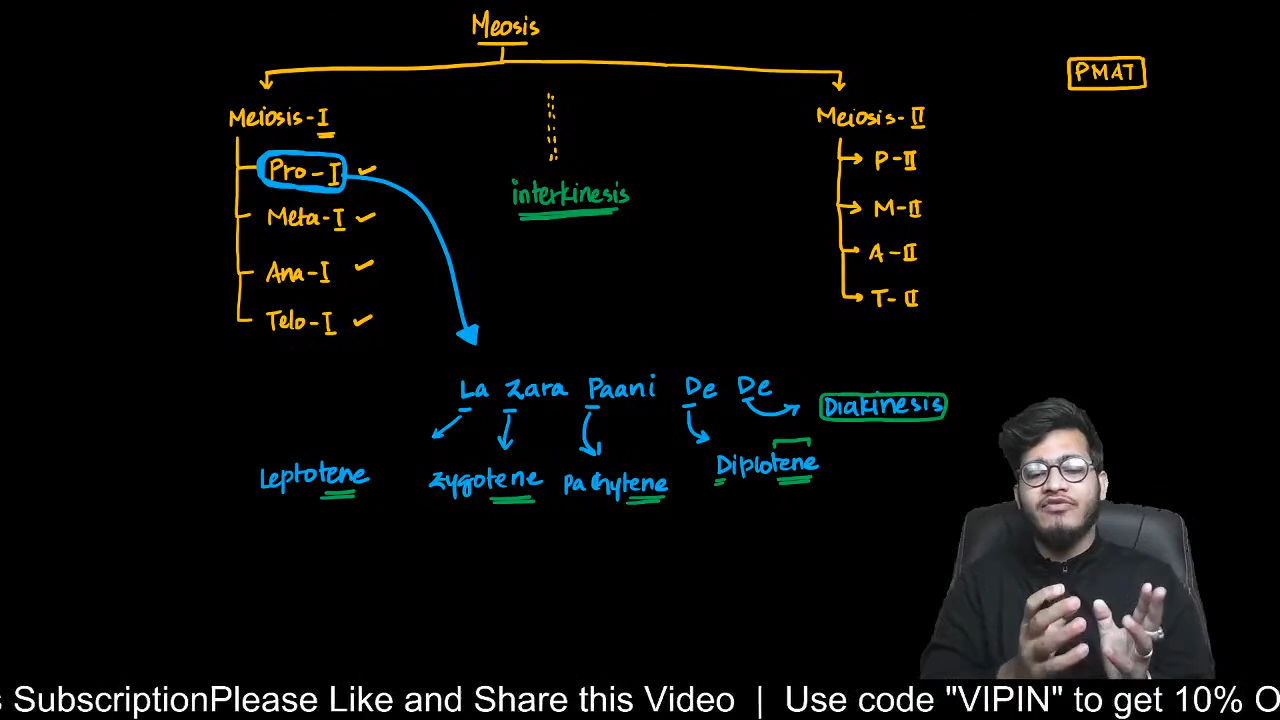 Meosis
PMAT
Meiosis-I
Meiosis-II
Pro-I
P-II
Meta-I
interkinesis
M-II
Ana-I
A-II
Telo-I
T-II
La Zara Paani De De
Diakinesis
Leptotene
Zygotene
Pachytene
Diplotene
s SubscriptionPlease Like and Share this Video | Use code "VIPIN" to get 10% O